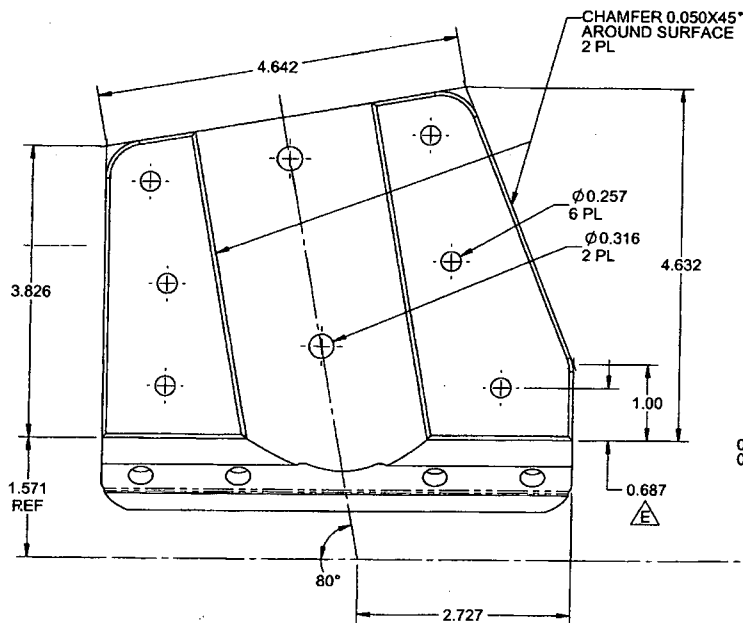 CHAMFER 0.050X45°
AROUND SURFACE
2 PL
4.642
Ø0.257
6 PL
Ø0.316
2 PL
4.632
3.826
1.00
1.571
REF
0.687
E
80°
2.727